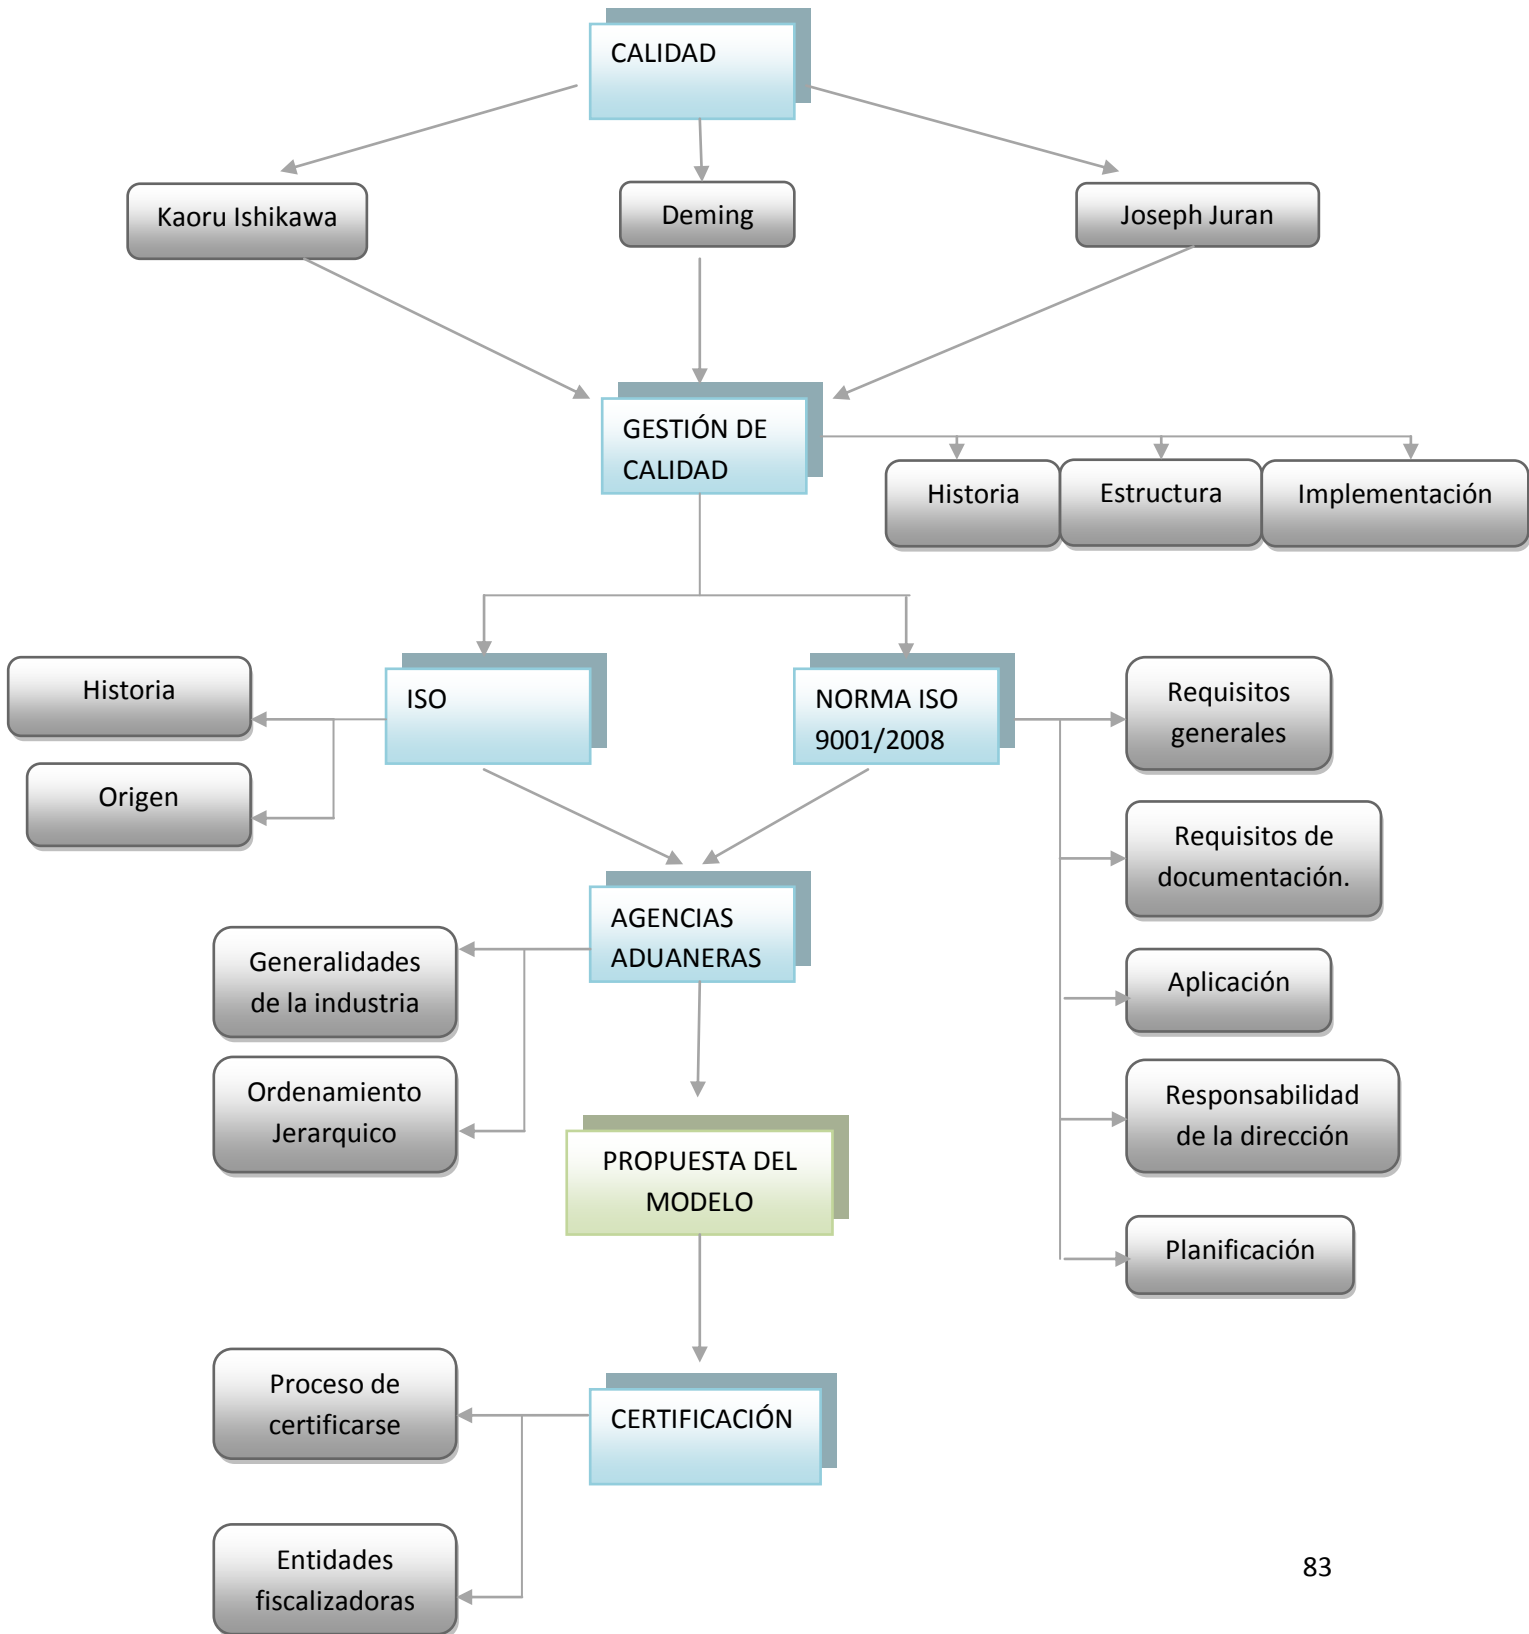 CALIDAD
Kaoru Ishikawa
Deming
Joseph Juran
GESTIÓN DE
CALIDAD
Historia
Estructura
Implementación
Historia
Origen
ISO
NORMA ISO
9001/2008
Requisitos
generales
Requisitos de
documentación.
Aplicación
Responsabilidad
de la dirección
Planificación
AGENCIAS
ADUANERAS
Generalidades
de la industria
Ordenamiento
Jerarquico
PROPUESTA DEL
MODELO
Proceso de
certificarse
CERTIFICACIÓN
Entidades
fiscalizadoras
83